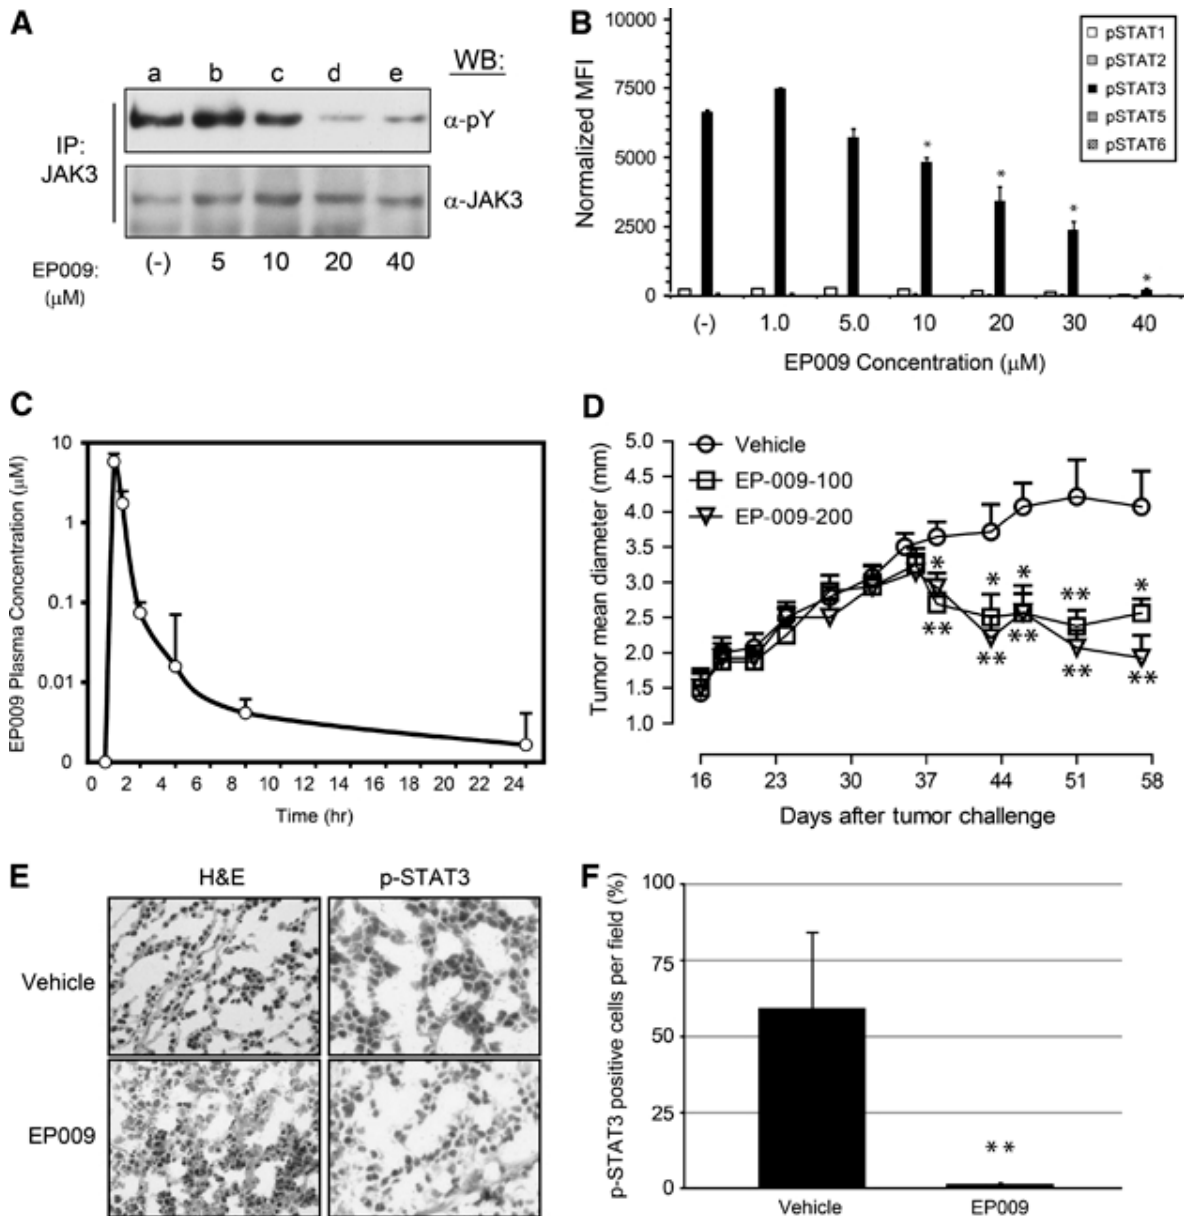 A
WB:
a b c d e
α-pY
IP:
JAK3
α-JAK3
EP009: (-) 5 10 20 40
(μM)
B
10000
7500
5000
2500
0
Normalized MFI
pSTAT1
pSTAT2
pSTAT3
pSTAT5
pSTAT6
* * * *
(-) 1.0 5.0 10 20 30 40
EP009 Concentration (μM)
C
EP009 Plasma Concentration (μM)
10
1
0.1
0.01
0
0 2 4 6 8 10 12 14 16 18 20 22 24
Time (hr)
D
Tumor mean diameter (mm)
5.0
4.5
4.0
3.5
3.0
2.5
2.0
1.5
1.0
Vehicle
EP-009-100
EP-009-200
* * * ** *
** ** ** ** **
16 23 30 37 44 51 58
Days after tumor challenge
E
H&E p-STAT3
Vehicle
EP009
F
p-STAT3 positive cells per field (%)
100
75
50
25
0
**
Vehicle EP009